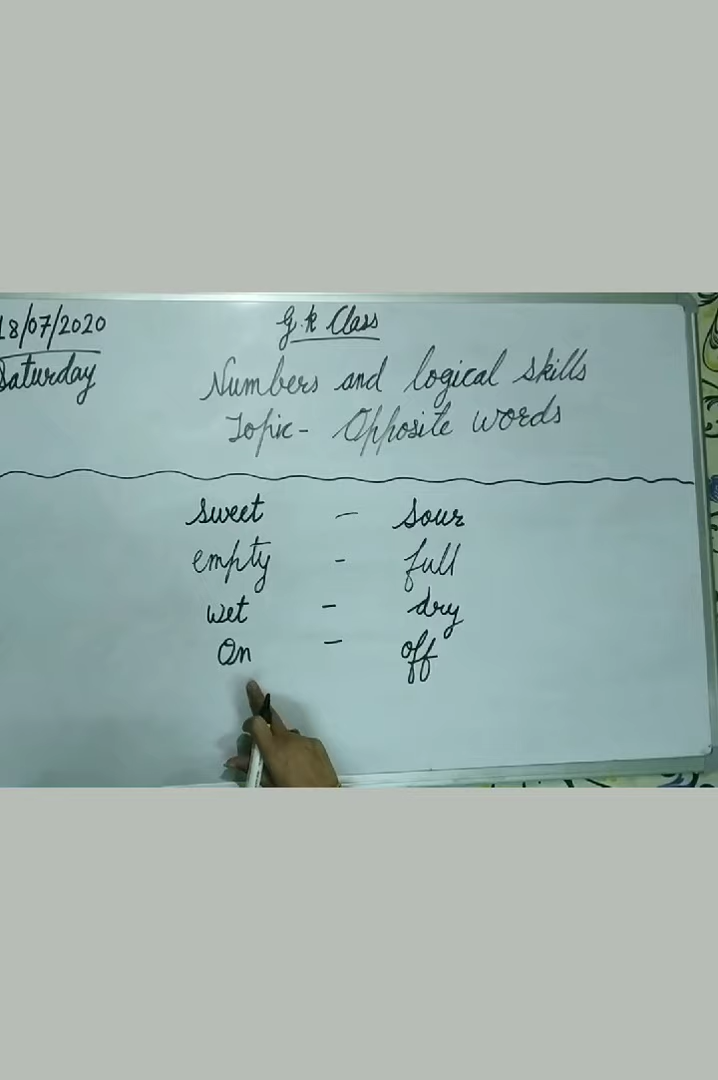 18/07/2020
Saturday
G.K Class
Numbers and logical skills
Topic- Opposite words
sweet - sour
empty - full
wet - dry
On - off